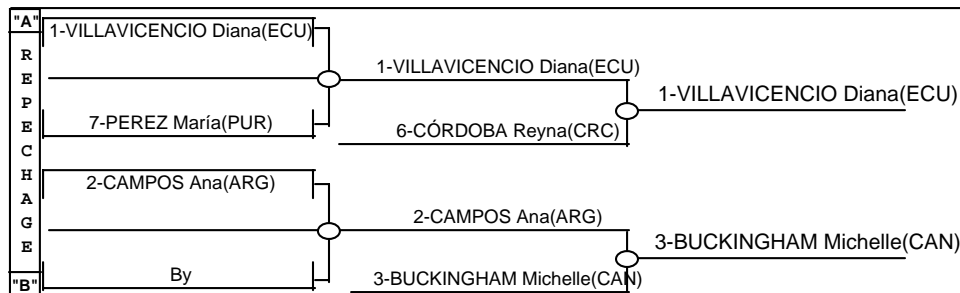 "A"
REPECHAGE
"B"
1-VILLAVICENCIO Diana(ECU)
7-PEREZ María(PUR)
1-VILLAVICENCIO Diana(ECU)
6-CÓRDOBA Reyna(CRC)
1-VILLAVICENCIO Diana(ECU)
2-CAMPOS Ana(ARG)
By
2-CAMPOS Ana(ARG)
3-BUCKINGHAM Michelle(CAN)
3-BUCKINGHAM Michelle(CAN)